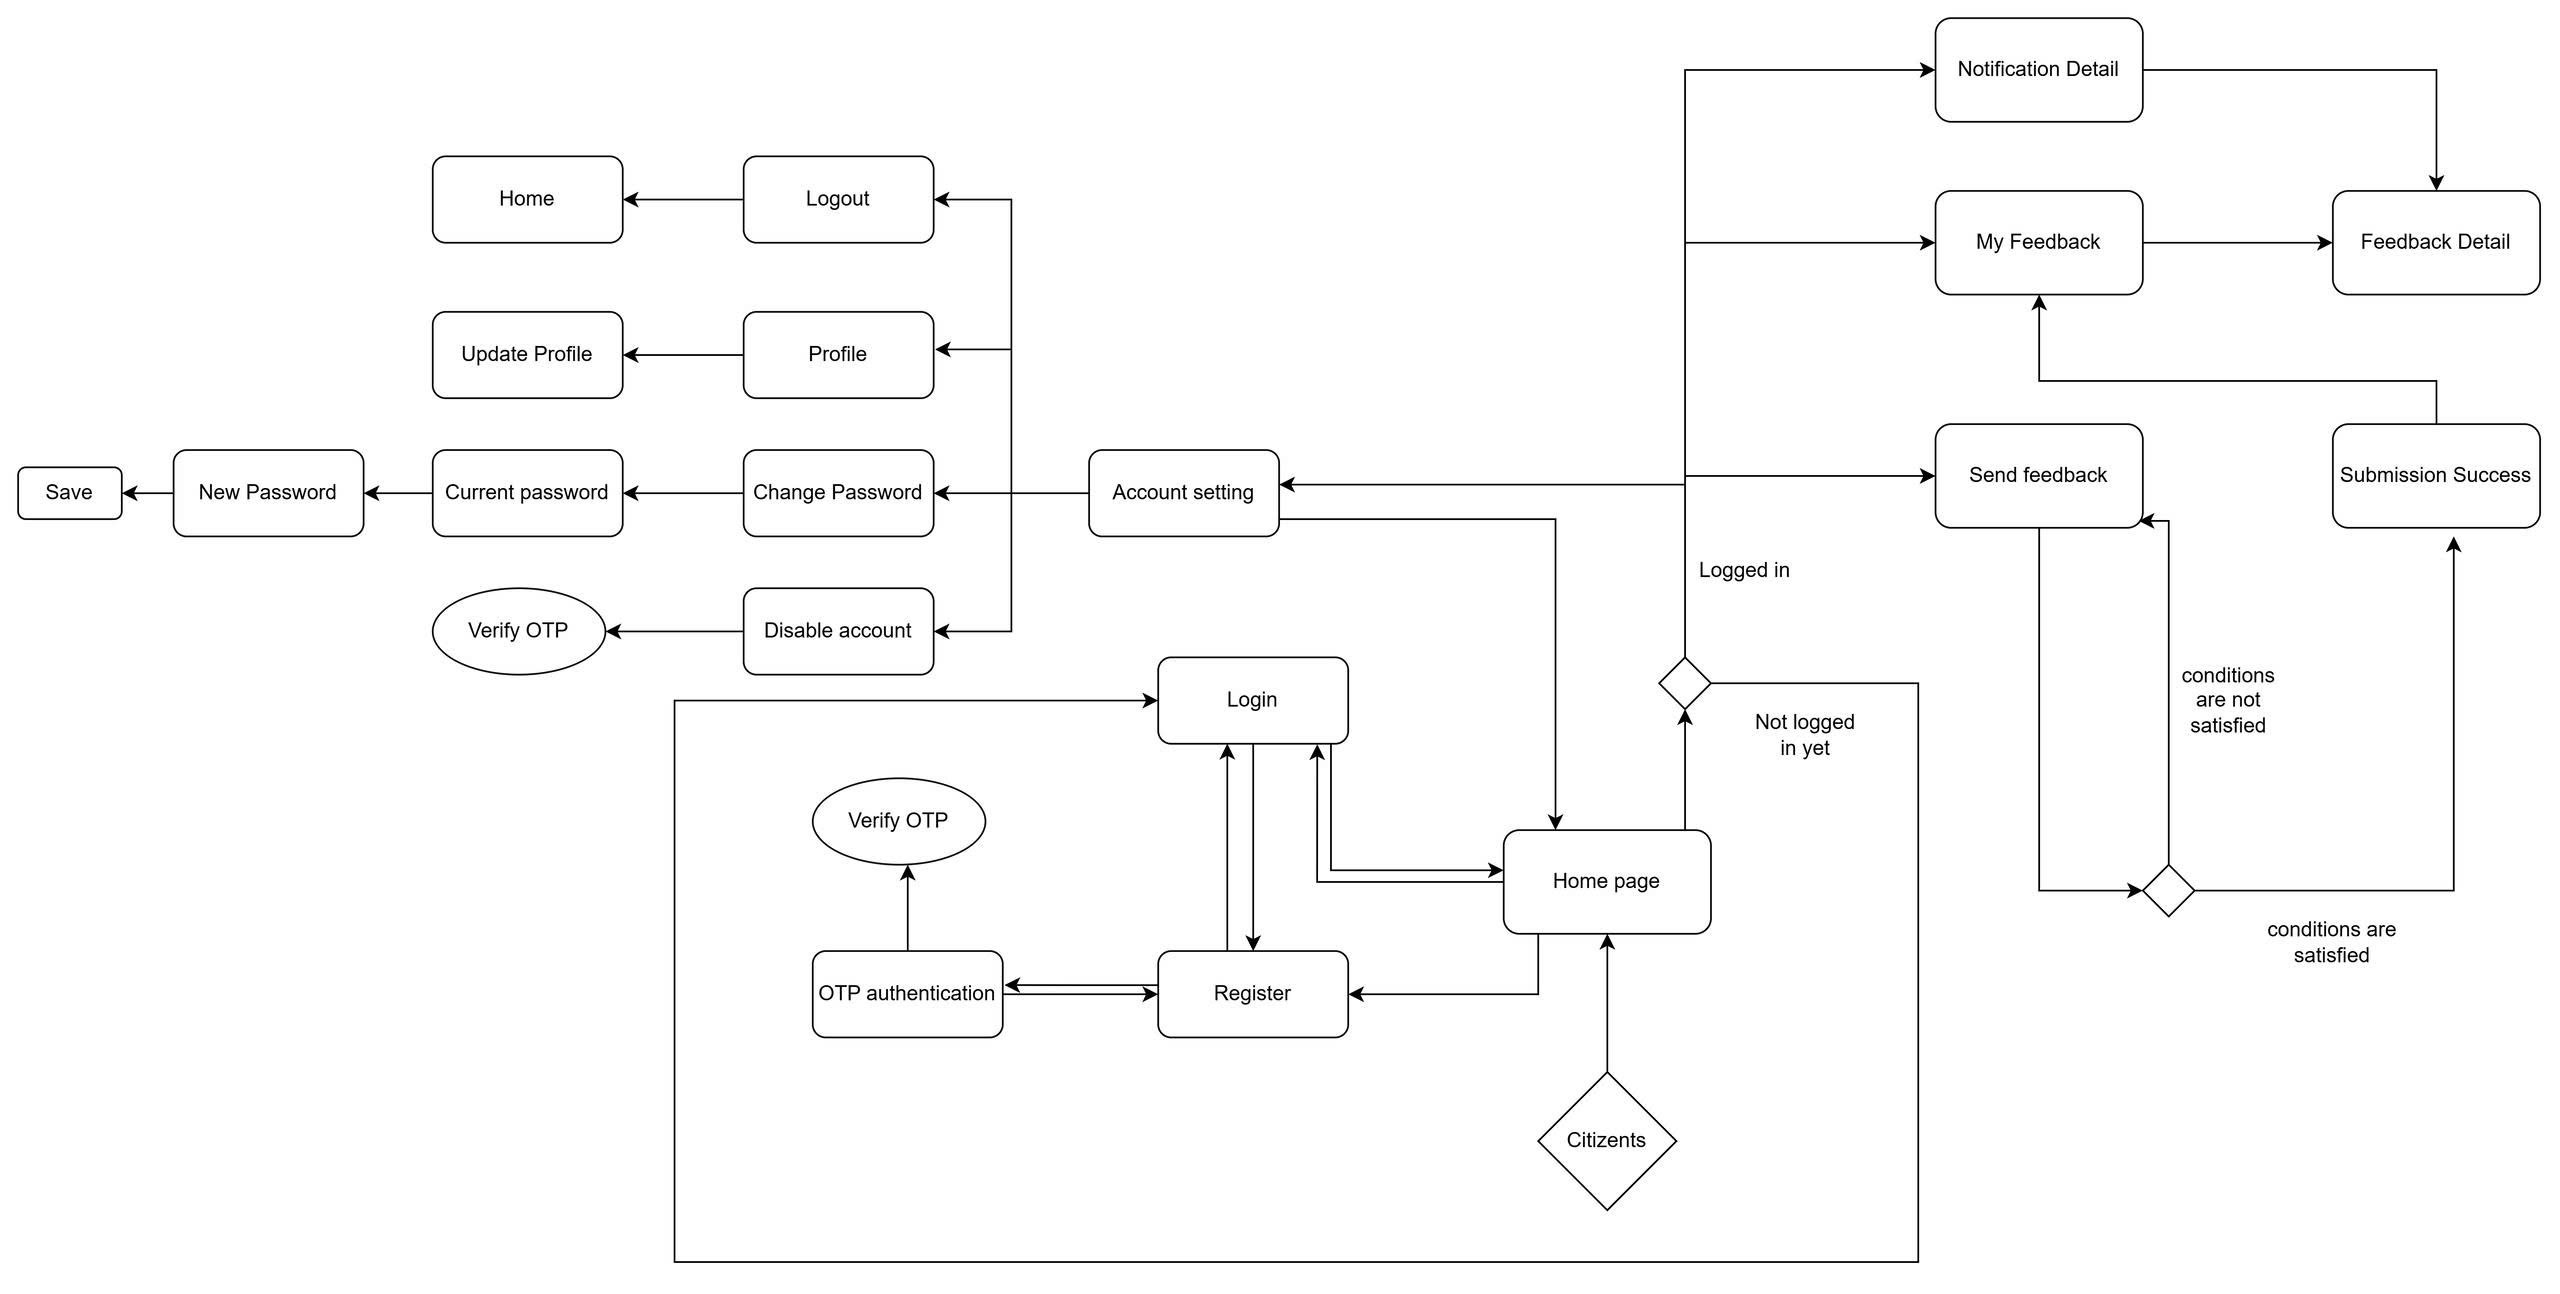 Notification Detail
Home
Logout
My Feedback
Feedback Detail
Update Profile
Profile
Save
New Password
Current password
Change Password
Account setting
Send feedback
Submission Success
Logged in
Verify OTP
Disable account
Login
Not logged
in yet
conditions
are not
satisfied
Verify OTP
Home page
conditions are
satisfied
OTP authentication
Register
Citizents